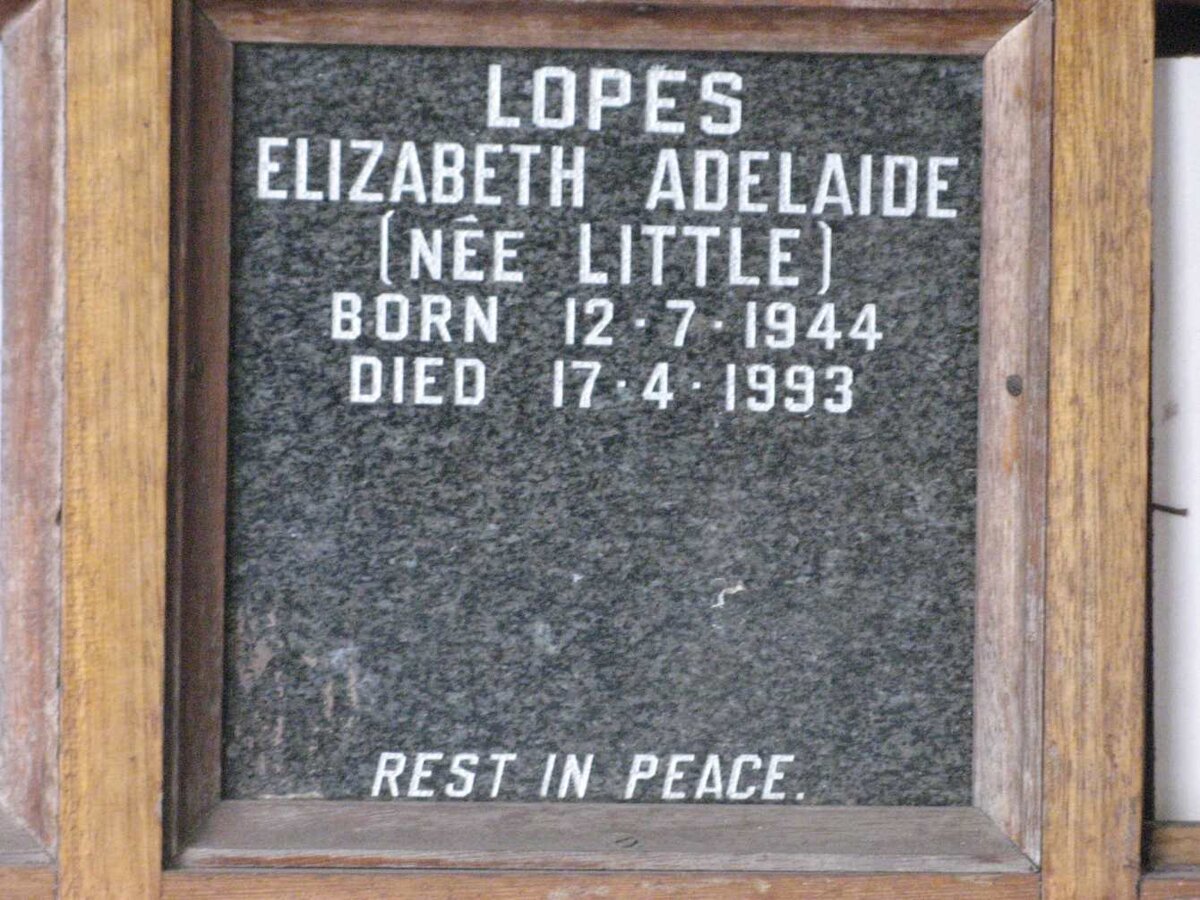 LOPES
ELIZABETH ADELAIDE
(NÉE LITTLE)
BORN 12·7·1944
DIED 17·4·1993
REST IN PEACE.